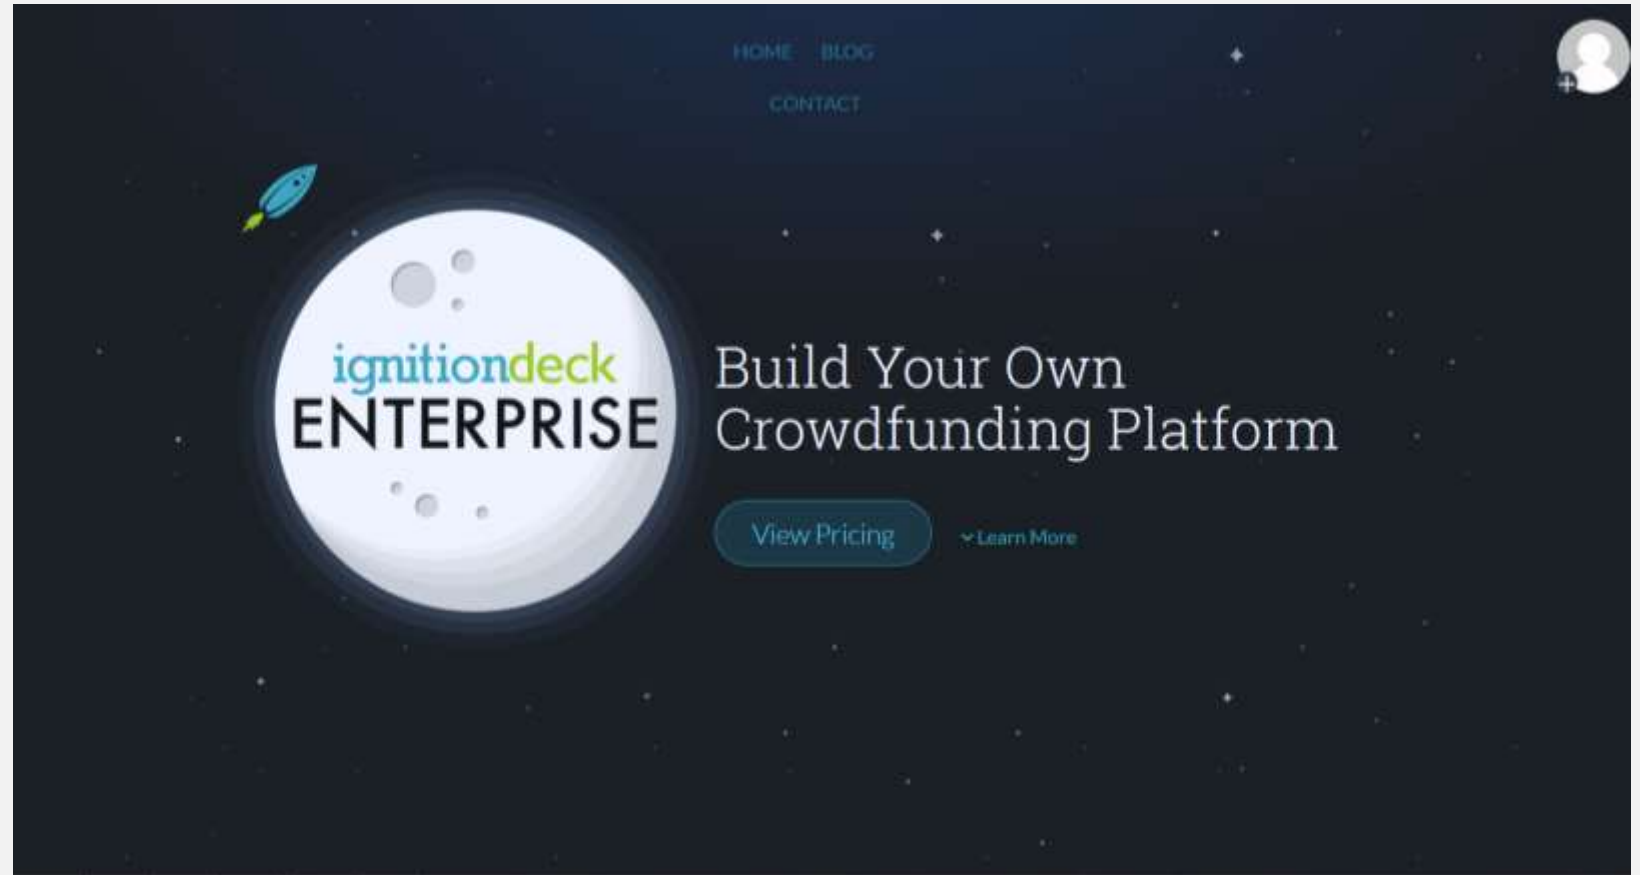 HOME BLOG
CONTACT
ignitiondeck
ENTERPRISE
Build Your Own
Crowdfunding Platform
View Pricing
Learn More